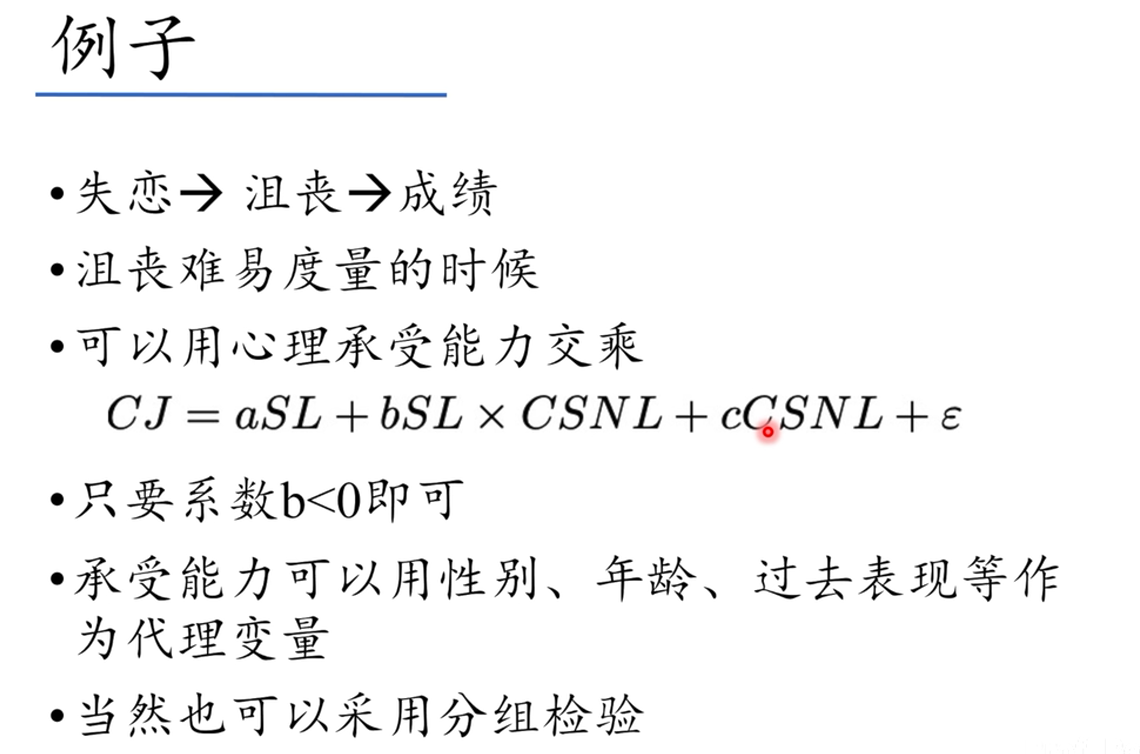 例子
•失恋→ 沮丧→成绩
•沮丧难易度量的时候
•可以用心理承受能力交乘
CJ = aSL + bSL × CSNL + cCSNL + ε
•只要系数b<0即可
•承受能力可以用性别、年龄、过去表现等作
为代理变量
•当然也可以采用分组检验